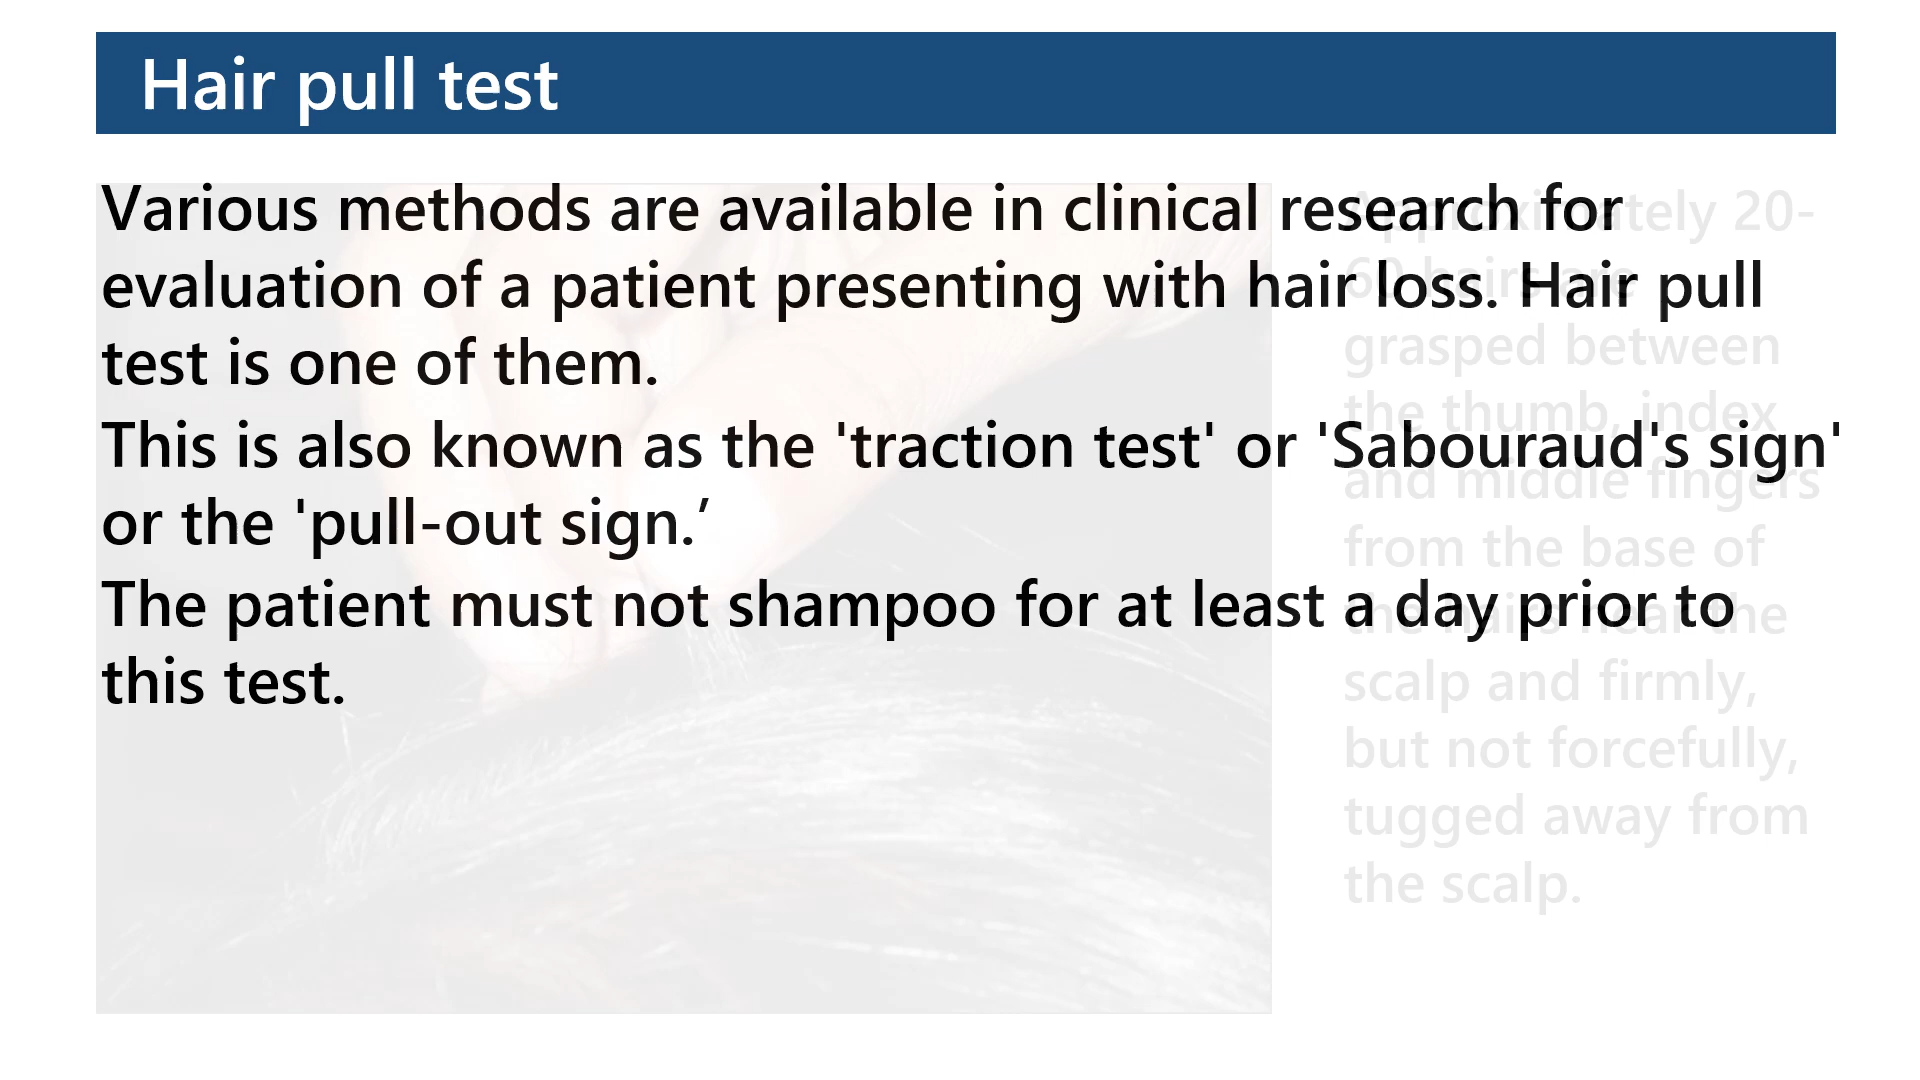 Hair pull test
Various methods are available in clinical research for
evaluation of a patient presenting with hair loss. Hair pull
test is one of them.
This is also known as the 'traction test' or 'Sabouraud's sign'
or the 'pull-out sign.’
The patient must not shampoo for at least a day prior to
this test.
Approximately 20-
60 hairs are
grasped between
the thumb, index
and middle fingers
from the base of
the hairs near the
scalp and firmly,
but not forcefully,
tugged away from
the scalp.